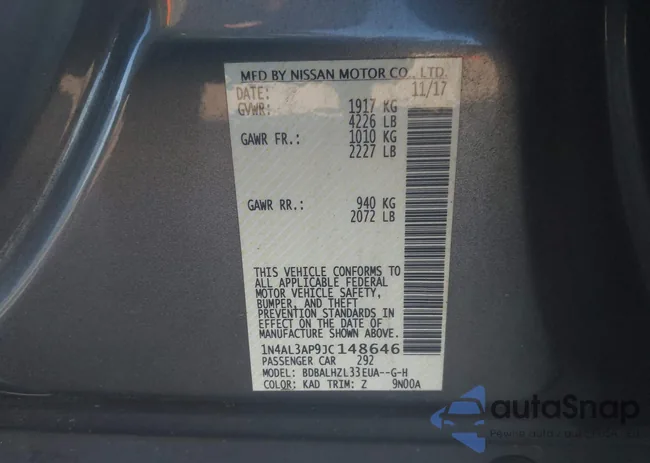 MFD BY NISSAN MOTOR CO., LTD.
DATE: 11/17
GVWR: 1917 KG
4226 LB
GAWR FR.: 1010 KG
2227 LB
GAWR RR.: 940 KG
2072 LB
THIS VEHICLE CONFORMS TO
ALL APPLICABLE FEDERAL
MOTOR VEHICLE SAFETY,
BUMPER, AND THEFT
PREVENTION STANDARDS IN
EFFECT ON THE DATE OF
MANUFACTURE SHOWN ABOVE.
1N4AL3AP9JC148646
PASSENGER CAR 292
MODEL: BDBALHZL33EUA--G-H
COLOR: KAD TRIM: Z 9N00A
autoSnap